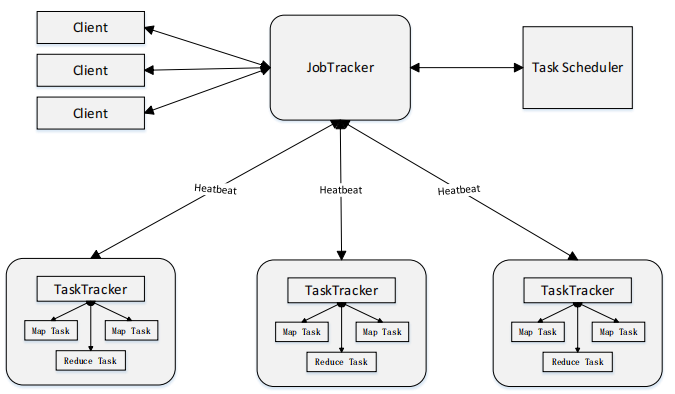 Client
Client
Client
JobTracker
Task Scheduler
Heatbeat
Heatbeat
Heatbeat
TaskTracker
Map Task
Map Task
Reduce Task
TaskTracker
Map Task
Map Task
Reduce Task
TaskTracker
Map Task
Map Task
Reduce Task